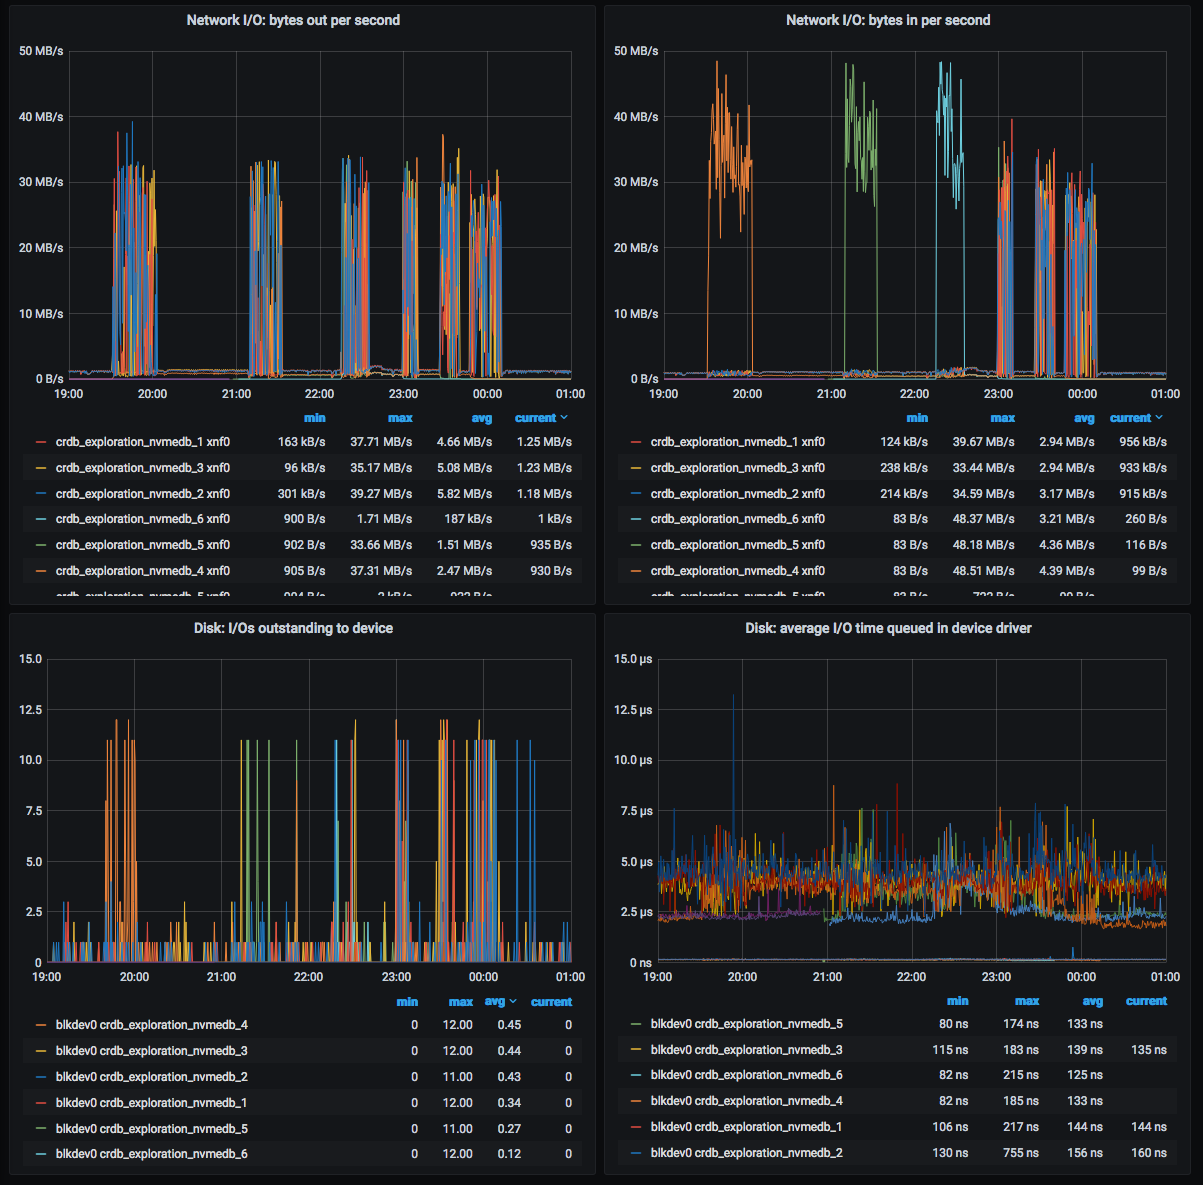 Network I/O: bytes out per second
50 MB/s
40 MB/s
30 MB/s
20 MB/s
10 MB/s
0 B/s
19:00 20:00 21:00 22:00 23:00 00:00 01:00
min max avg current
crdb_exploration_nvmedb_1 xnf0 163 kB/s 37.71 MB/s 4.66 MB/s 1.25 MB/s
crdb_exploration_nvmedb_3 xnf0 96 kB/s 35.17 MB/s 5.08 MB/s 1.23 MB/s
crdb_exploration_nvmedb_2 xnf0 301 kB/s 39.27 MB/s 5.82 MB/s 1.18 MB/s
crdb_exploration_nvmedb_6 xnf0 900 B/s 1.71 MB/s 187 kB/s 1 kB/s
crdb_exploration_nvmedb_5 xnf0 902 B/s 33.66 MB/s 1.51 MB/s 935 B/s
crdb_exploration_nvmedb_4 xnf0 905 B/s 37.31 MB/s 2.47 MB/s 930 B/s
Network I/O: bytes in per second
50 MB/s
40 MB/s
30 MB/s
20 MB/s
10 MB/s
0 B/s
19:00 20:00 21:00 22:00 23:00 00:00 01:00
min max avg current
crdb_exploration_nvmedb_1 xnf0 124 kB/s 39.67 MB/s 2.94 MB/s 956 kB/s
crdb_exploration_nvmedb_3 xnf0 238 kB/s 33.44 MB/s 2.94 MB/s 933 kB/s
crdb_exploration_nvmedb_2 xnf0 214 kB/s 34.59 MB/s 3.17 MB/s 915 kB/s
crdb_exploration_nvmedb_6 xnf0 83 B/s 48.37 MB/s 3.21 MB/s 260 B/s
crdb_exploration_nvmedb_5 xnf0 83 B/s 48.18 MB/s 4.36 MB/s 116 B/s
crdb_exploration_nvmedb_4 xnf0 83 B/s 48.51 MB/s 4.39 MB/s 99 B/s
Disk: I/Os outstanding to device
15.0
12.5
10.0
7.5
5.0
2.5
0
19:00 20:00 21:00 22:00 23:00 00:00 01:00
min max avg current
blkdev0 crdb_exploration_nvmedb_4 0 12.00 0.45 0
blkdev0 crdb_exploration_nvmedb_3 0 12.00 0.44 0
blkdev0 crdb_exploration_nvmedb_2 0 11.00 0.43 0
blkdev0 crdb_exploration_nvmedb_1 0 12.00 0.34 0
blkdev0 crdb_exploration_nvmedb_5 0 11.00 0.27 0
blkdev0 crdb_exploration_nvmedb_6 0 12.00 0.12 0
Disk: average I/O time queued in device driver
15.0 µs
12.5 µs
10.0 µs
7.5 µs
5.0 µs
2.5 µs
0 ns
19:00 20:00 21:00 22:00 23:00 00:00 01:00
min max avg current
blkdev0 crdb_exploration_nvmedb_5 80 ns 174 ns 133 ns
blkdev0 crdb_exploration_nvmedb_3 115 ns 183 ns 139 ns 135 ns
blkdev0 crdb_exploration_nvmedb_6 82 ns 215 ns 125 ns
blkdev0 crdb_exploration_nvmedb_4 82 ns 185 ns 133 ns
blkdev0 crdb_exploration_nvmedb_1 106 ns 217 ns 144 ns 144 ns
blkdev0 crdb_exploration_nvmedb_2 130 ns 755 ns 156 ns 160 ns